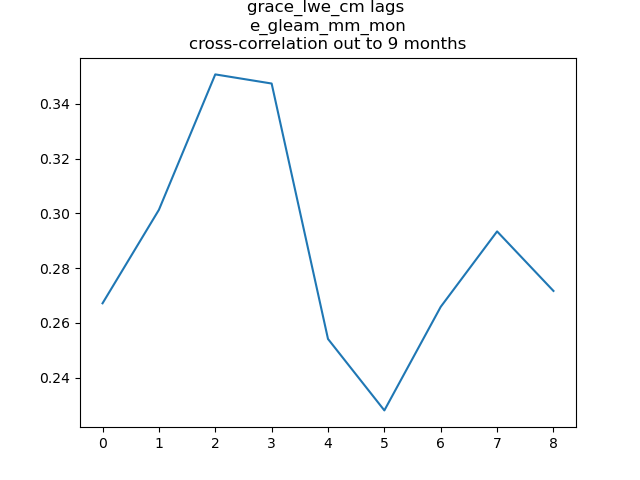 grace_lwe_cm lags
e_gleam_mm_mon
cross-correlation out to 9 months
0.34
0.32
0.30
0.28
0.26
0.24
0 1 2 3 4 5 6 7 8